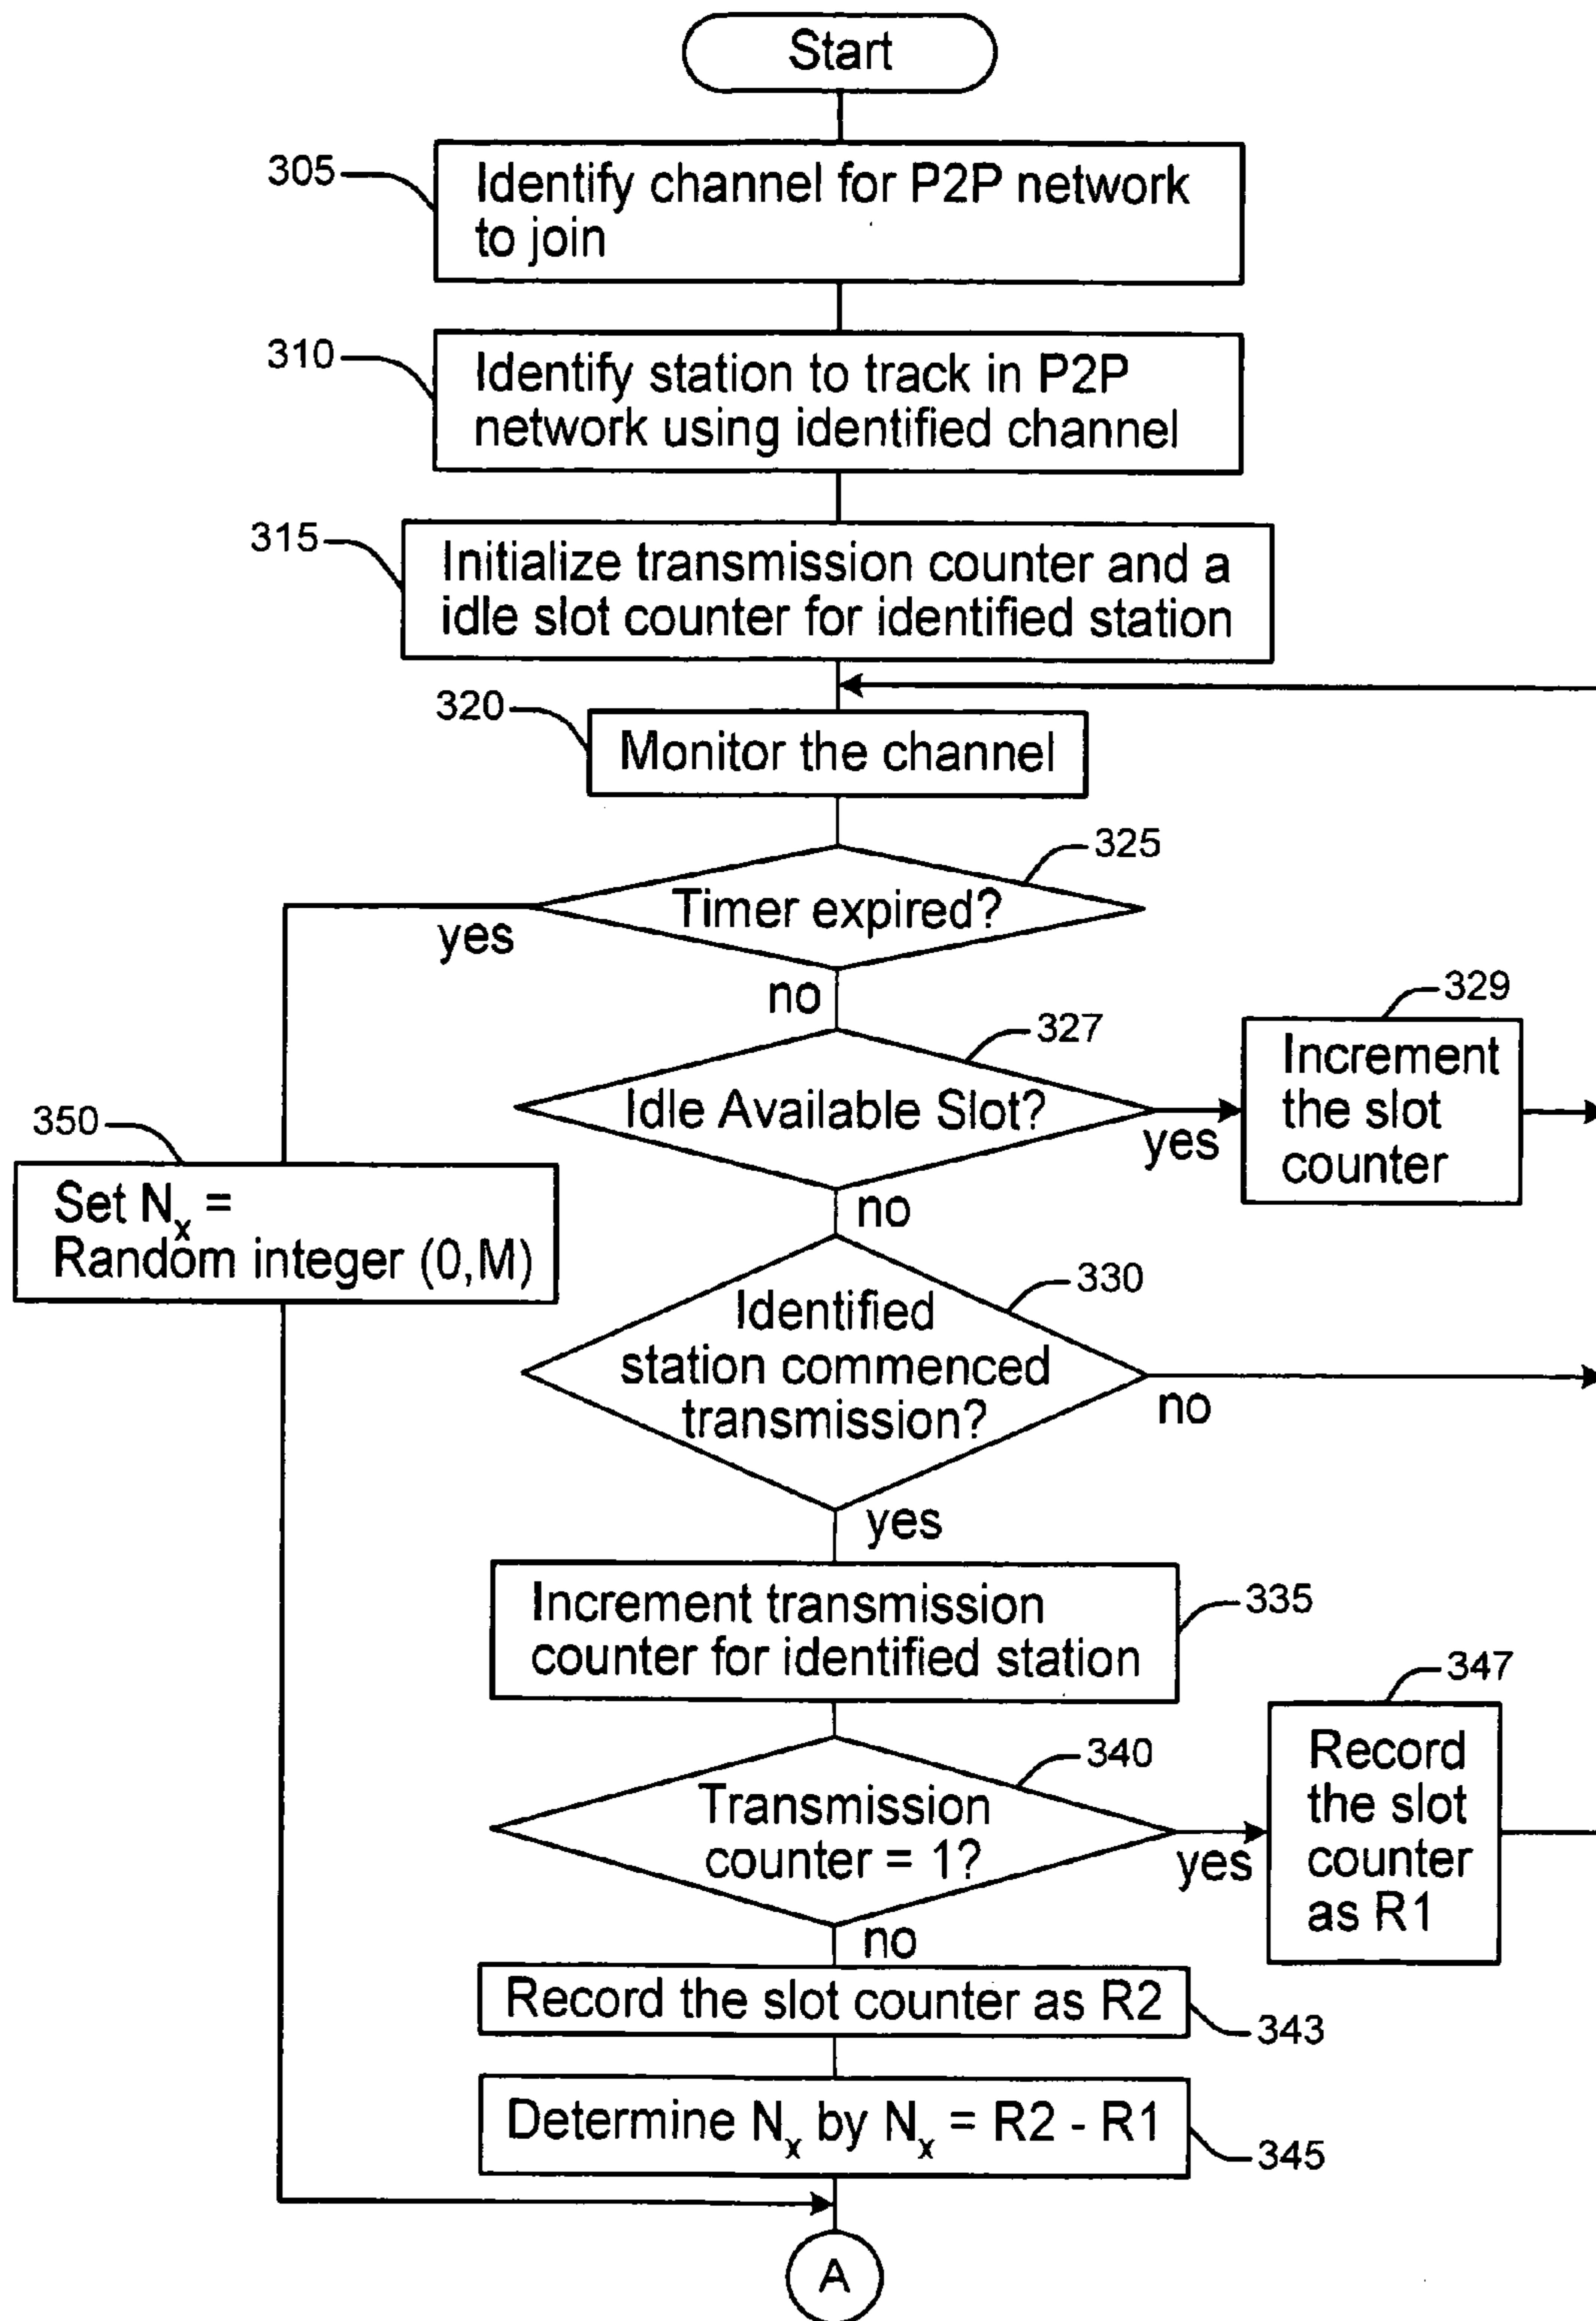 Start
305
Identify channel for P2P network
to join
310
Identify station to track in P2P
network using identified channel
315
Initialize transmission counter and a
idle slot counter for identified station
320
Monitor the channel
325
Timer expired?
yes
no
327
Idle Available Slot?
yes
no
329
Increment
the slot
counter
350
Set Nx =
Random integer (0,M)
330
Identified
station commenced
transmission?
no
yes
335
Increment transmission
counter for identified station
340
Transmission
counter = 1?
yes
no
347
Record
the slot
counter
as R1
Record the slot counter as R2
343
Determine Nx by Nx = R2 - R1
345
A